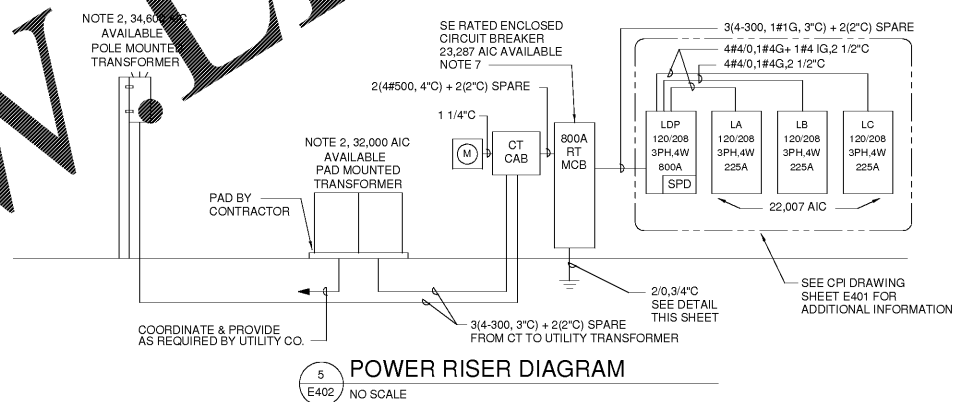 NOTE 2, 34,600 AIC
AVAILABLE
POLE MOUNTED
TRANSFORMER
SE RATED ENCLOSED
CIRCUIT BREAKER
23,287 AIC AVAILABLE
NOTE 7
3(4-300, 1#1G, 3"C) + 2(2"C) SPARE
4#4/0,1#4G+ 1#4 IG,2 1/2"C
4#4/0,1#4G,2 1/2"C
2(4#500, 4"C) + 2(2"C) SPARE
1 1/4"C
NOTE 2, 32,000 AIC
AVAILABLE
PAD MOUNTED
TRANSFORMER
M
CT
CAB
800A
RT
MCB
LDP
120/208
3PH,4W
800A
SPD
LA
120/208
3PH,4W
225A
LB
120/208
3PH,4W
225A
LC
120/208
3PH,4W
225A
22,007 AIC
PAD BY
CONTRACTOR
2/0,3/4"C
SEE DETAIL
THIS SHEET
SEE CPI DRAWING
SHEET E401 FOR
ADDITIONAL INFORMATION
COORDINATE & PROVIDE
AS REQUIRED BY UTILITY CO.
3(4-300, 3"C) + 2(2"C) SPARE
FROM CT TO UTILITY TRANSFORMER
5
E402
POWER RISER DIAGRAM
NO SCALE